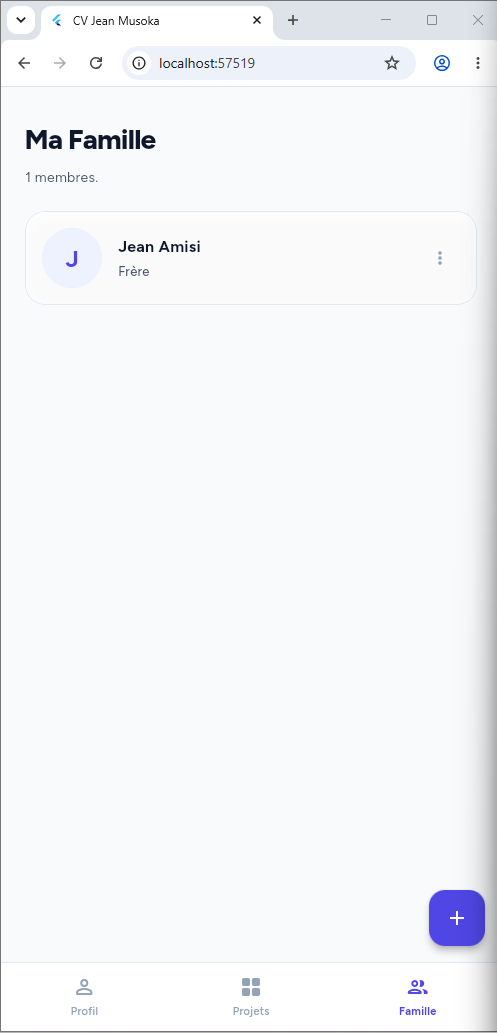 CV Jean Musoka
localhost:57519
Ma Famille
1 membres.
J
Jean Amisi
Frère
Profil
Projets
Famille